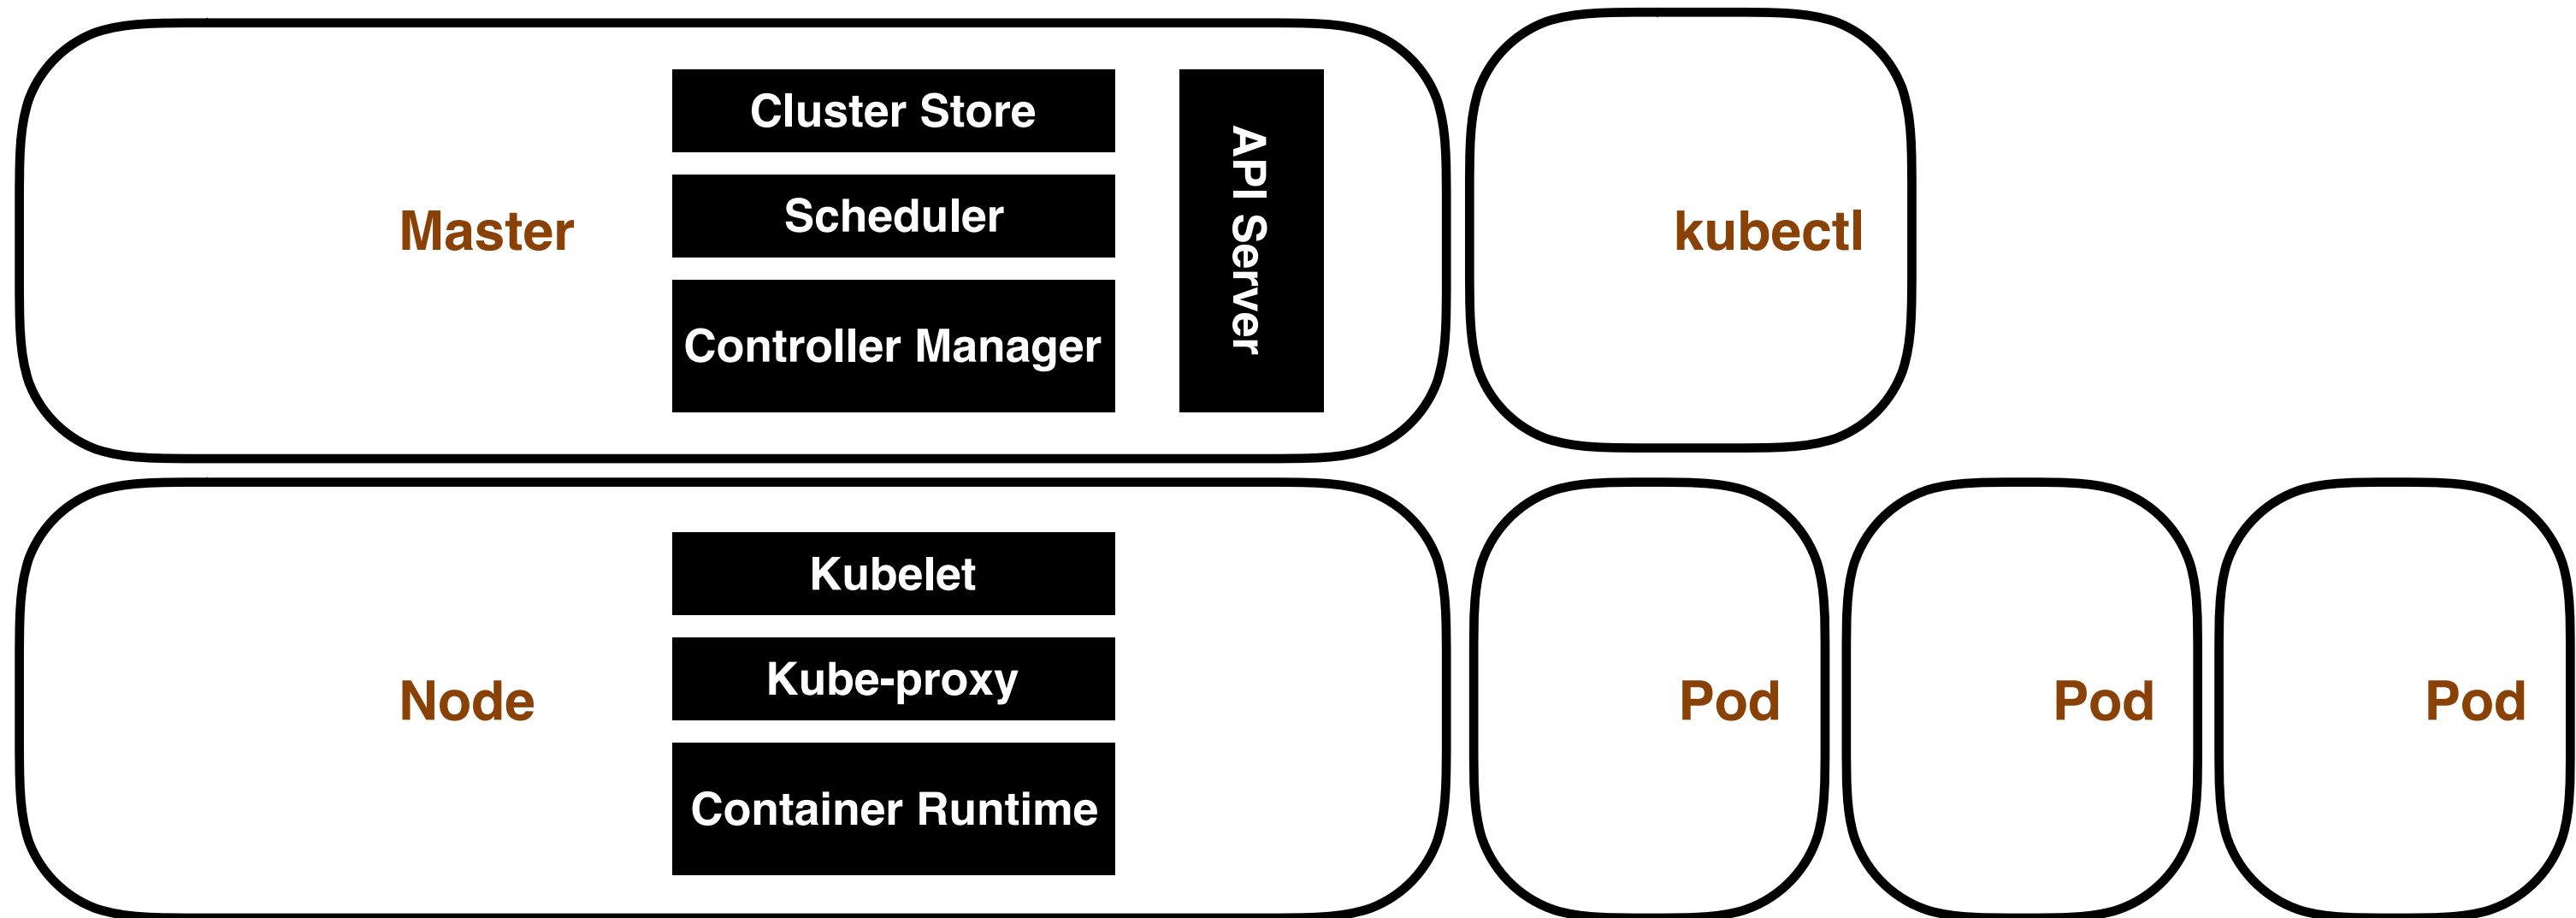 Master
Cluster Store
Scheduler
Controller Manager
API Server
kubectl
Node
Kubelet
Kube-proxy
Container Runtime
Pod
Pod
Pod